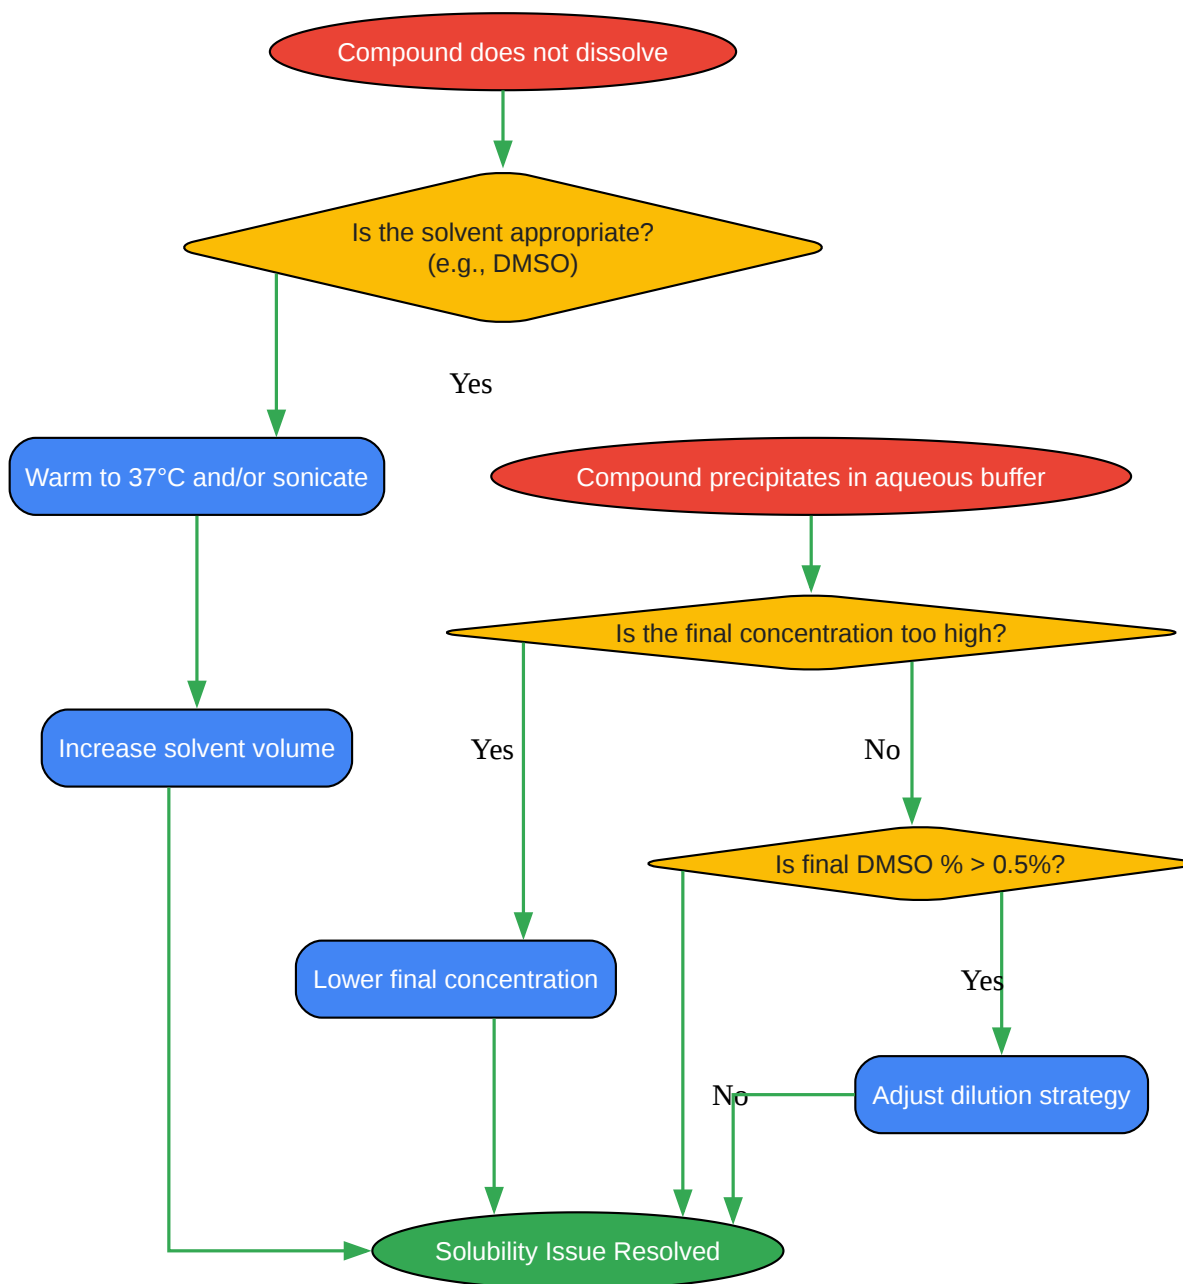 Compound does not dissolve
Is the solvent appropriate?
(e.g., DMSO)
Yes
Warm to 37°C and/or sonicate
Compound precipitates in aqueous buffer
Is the final concentration too high?
Increase solvent volume
Yes
No
Is final DMSO % > 0.5%?
Lower final concentration
Yes
No
Adjust dilution strategy
Solubility Issue Resolved